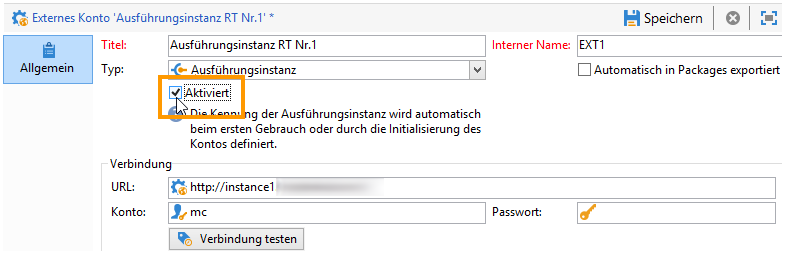 Externes Konto 'Ausführungsinstanz RT Nr.1' *
Speichern
Allgemein
Titel: Ausführungsinstanz RT Nr.1 Interner Name: EXT1
Typ: Ausführungsinstanz Automatisch in Packages exportiert
Aktiviert
Die Kennung der Ausführungsinstanz wird automatisch
beim ersten Gebrauch oder durch die Initialisierung des
Kontos definiert.
Verbindung
URL: http://instance1
Konto: mc Passwort:
Verbindung testen